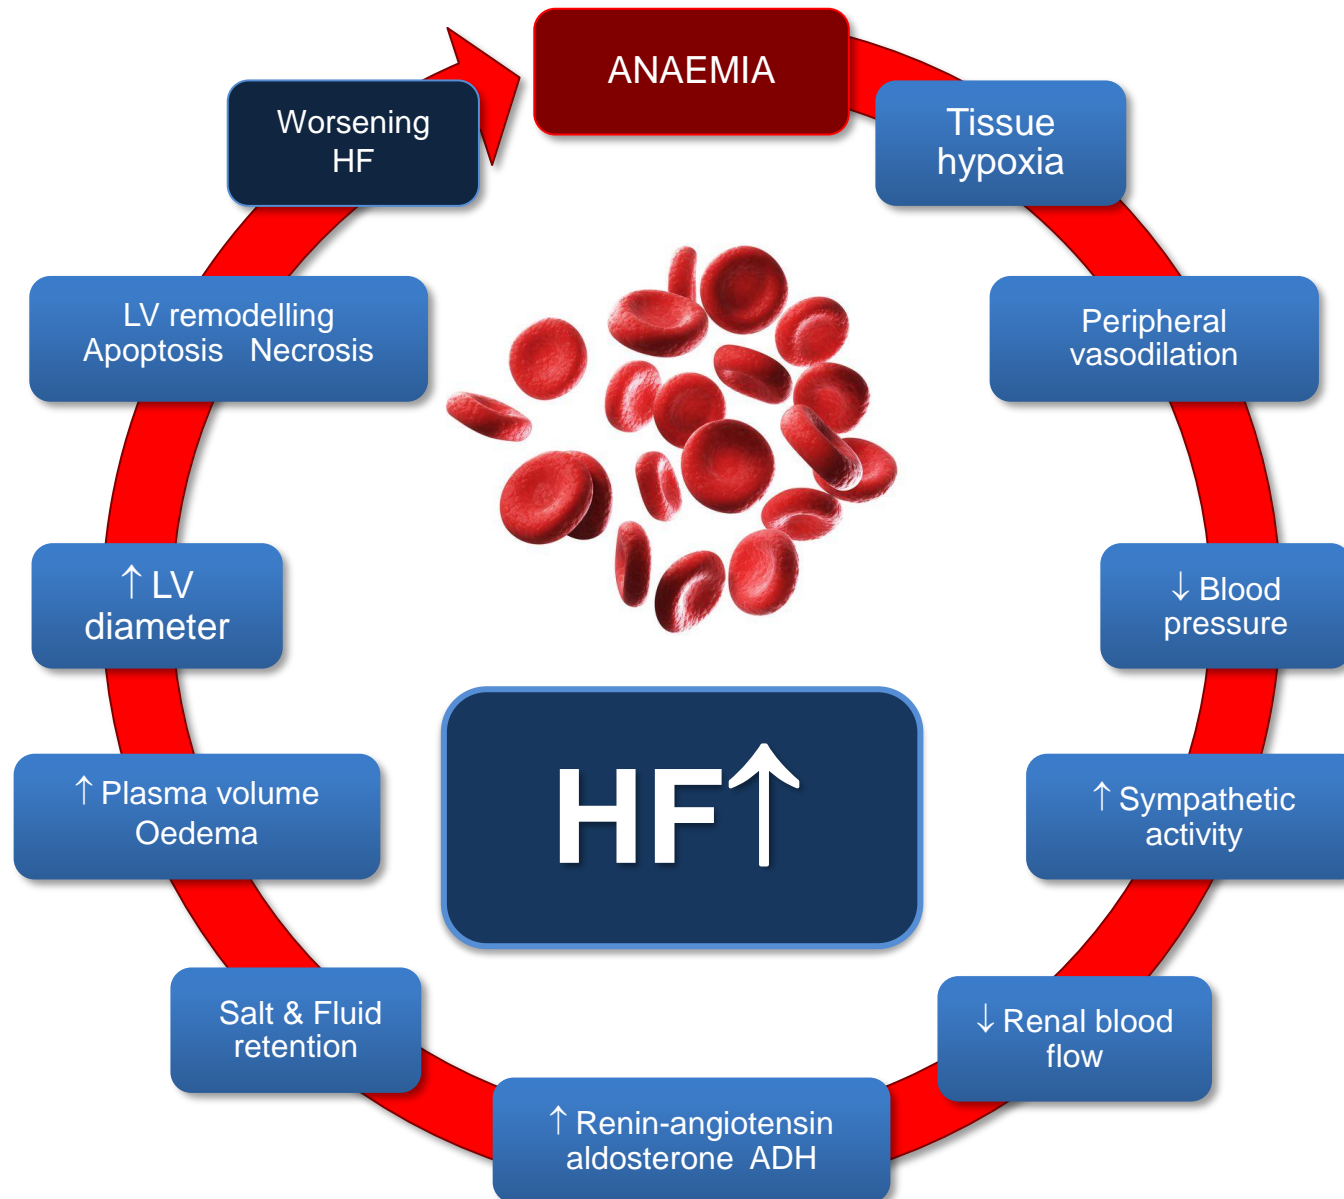 ANAEMIA
Tissue
hypoxia
Peripheral
vasodilation
↓ Blood
pressure
↑ Sympathetic
activity
↓ Renal blood
flow
↑ Renin-angiotensin
aldosterone ADH
Salt & Fluid
retention
↑ Plasma volume
Oedema
↑ LV
diameter
LV remodelling
Apoptosis Necrosis
Worsening
HF
HF↑